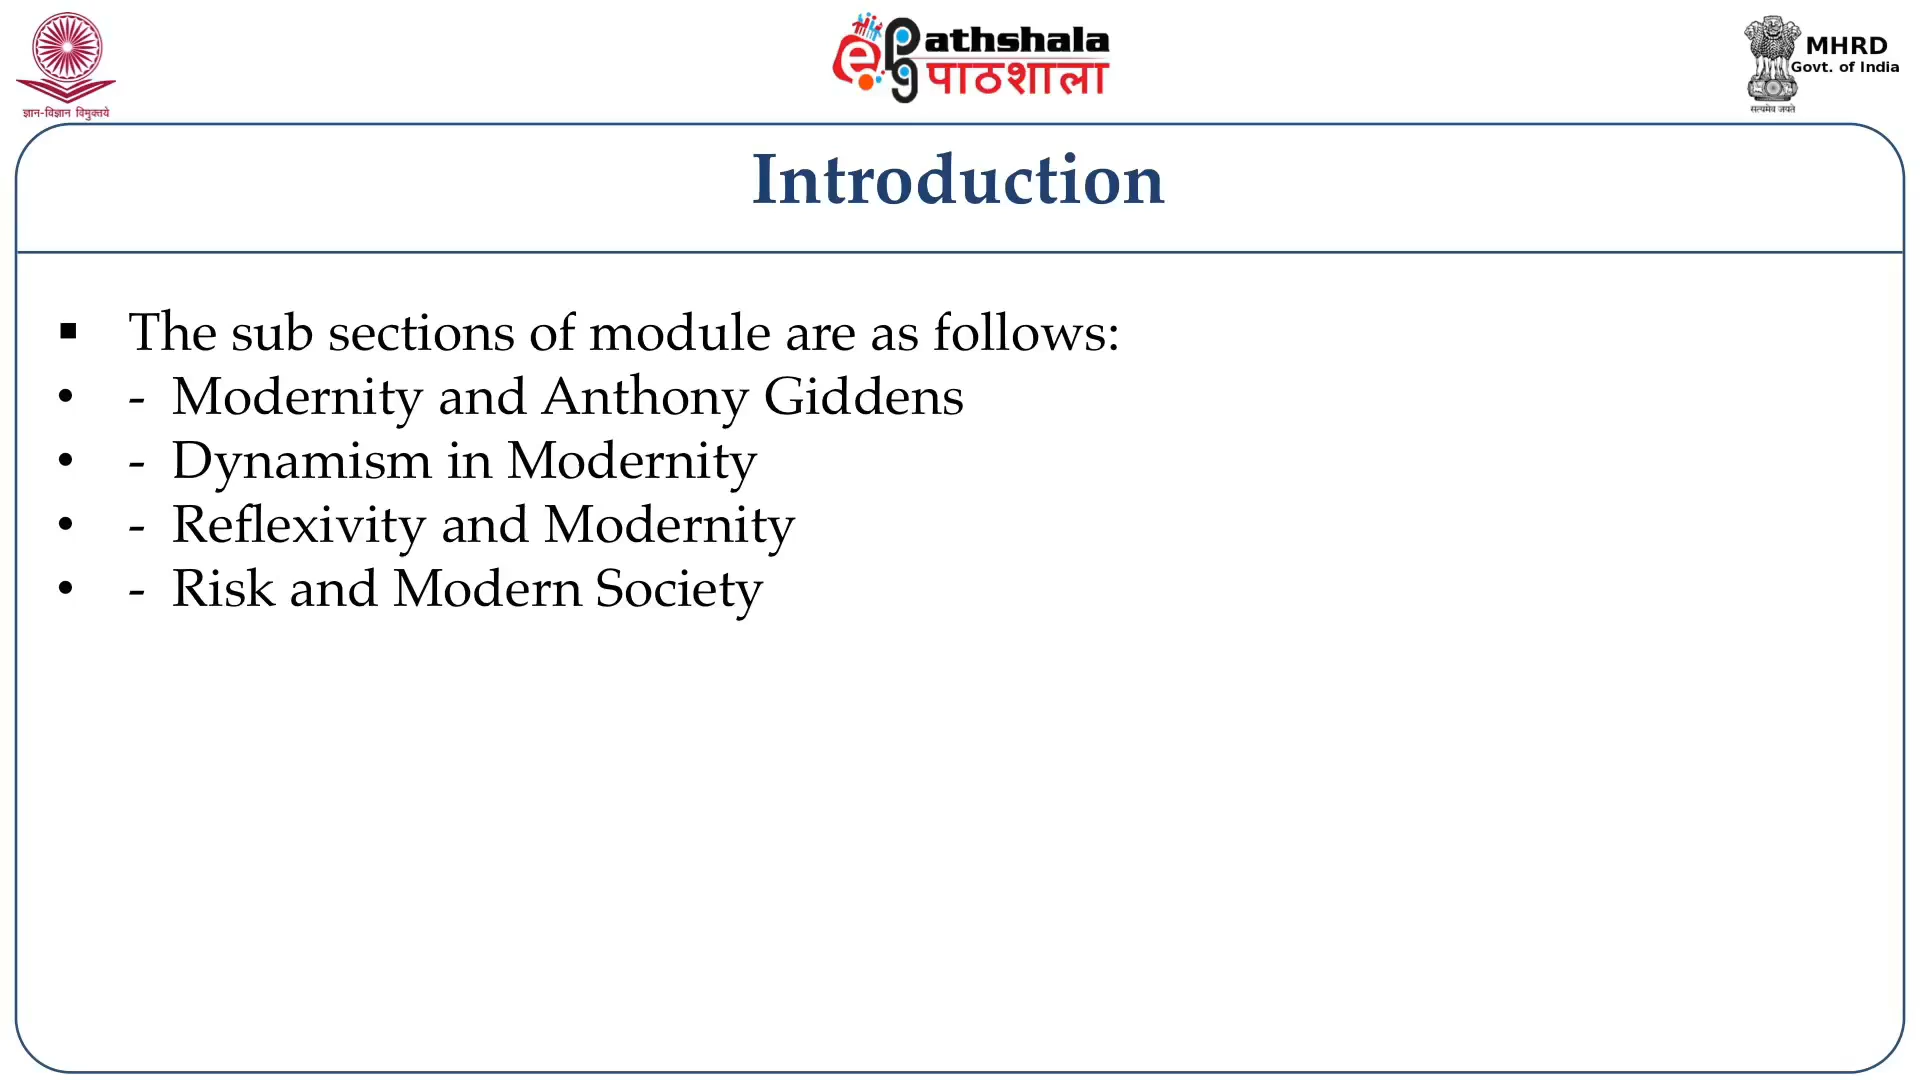 ज्ञान-विज्ञान विमुक्तये
e Pathshala
पाठशाला
MHRD
Govt. of India
सत्यमेव जयते
Introduction
▪ The sub sections of module are as follows:
• - Modernity and Anthony Giddens
• - Dynamism in Modernity
• - Reflexivity and Modernity
• - Risk and Modern Society